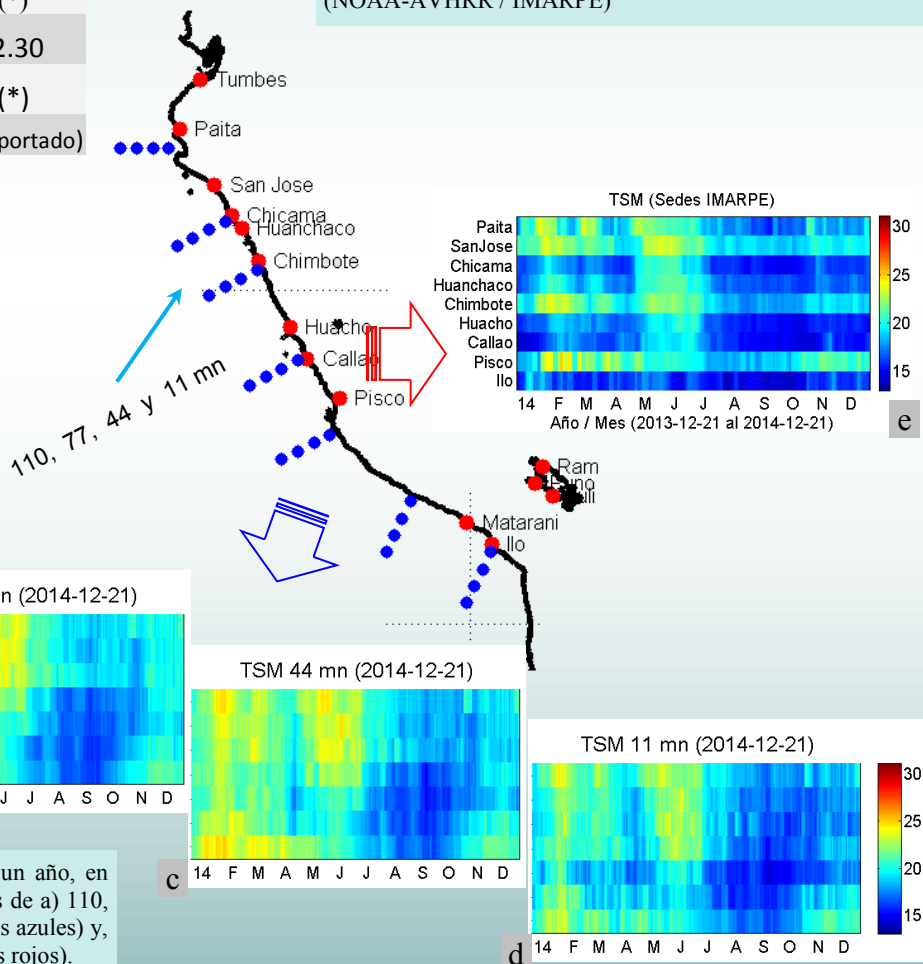 (*)
2.30
(*)
portado)
(NOAA-AVHRR / IMARPE)
Tumbes
Paita
San Jose
Chicama
Huanchaco
Chimbote
Huacho
Callao
Pisco
110, 77, 44 y 11 mn
Ram
Matarani
Ilo
TSM (Sedes IMARPE)
Paita
SanJose
Chicama
Huanchaco
Chimbote
Huacho
Callao
Pisco
Ilo
30
25
20
15
14 F M A M J J A S O N D
Año / Mes (2013-12-21 al 2014-12-21)
e
n (2014-12-21)
J J A S O N D
TSM 44 mn (2014-12-21)
14 F M A M J J A S O N D
c
TSM 11 mn (2014-12-21)
30
25
20
15
14 F M A M J J A S O N D
d
un año, en
s de a) 110,
s azules) y,
s rojos).